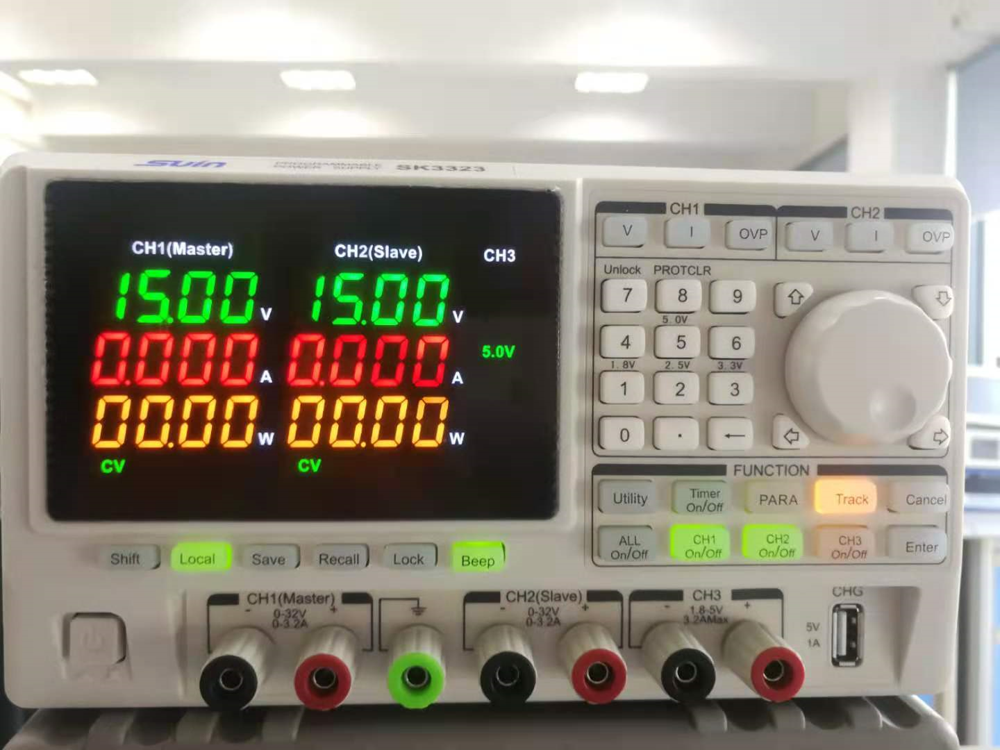 SUIN PROGRAMMABLE POWER SUPPLY SK3323
CH1(Master) CH2(Slave) CH3
15.00 V 15.00 V
0.000 A 0.000 A 5.0V
00.00 W 00.00 W
CV CV
Shift Local Save Recall Lock Beep
CH1 CH2
V I OVP V I OVP
Unlock PROTCLR
7 8 9
5.0V
4 5 6
1.8V 2.5V 3.3V
1 2 3
0 .
FUNCTION
Utility Timer On/Off PARA Track Cancel
ALL On/Off CH1 On/Off CH2 On/Off CH3 On/Off Enter
CH1(Master) CH2(Slave) CH3 CHG
- 0-32V + - 0-32V + - 1.8-5V +
0-3.2A 0-3.2A 3.2AMax
5V
1A